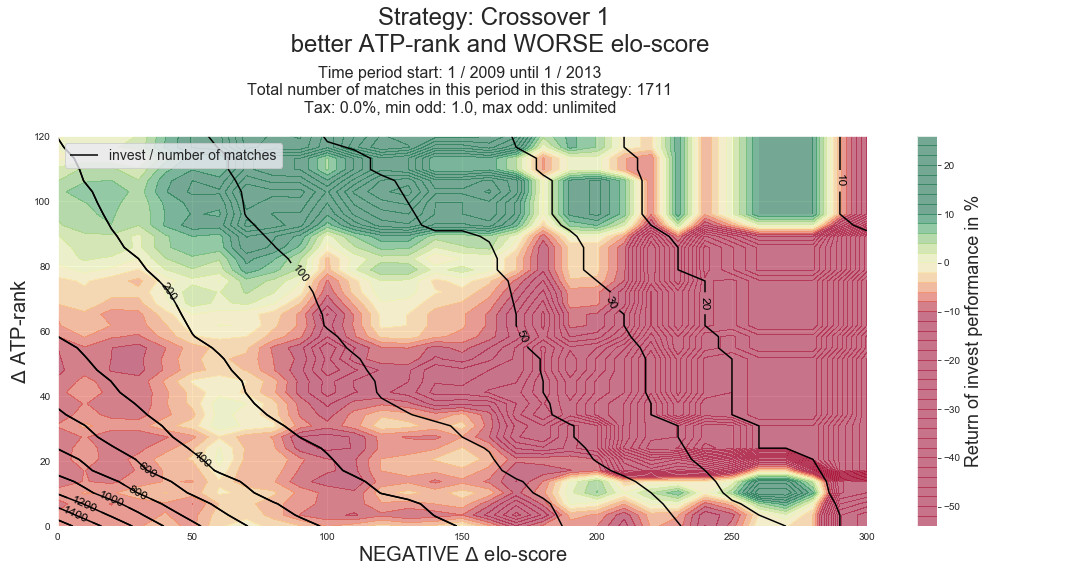 Strategy: Crossover 1
better ATP-rank and WORSE elo-score
Time period start: 1 / 2009 until 1 / 2013
Total number of matches in this period in this strategy: 1711
Tax: 0.0%, min odd: 1.0, max odd: unlimited
invest / number of matches
120
100
80
60
40
20
0
Δ ATP-rank
0 50 100 150 200 250 300
NEGATIVE Δ elo-score
200
100
50
30
20
10
400
600
800
1000
1200
1400
20
10
0
−10
−20
−30
−40
−50
Return of invest performance in %